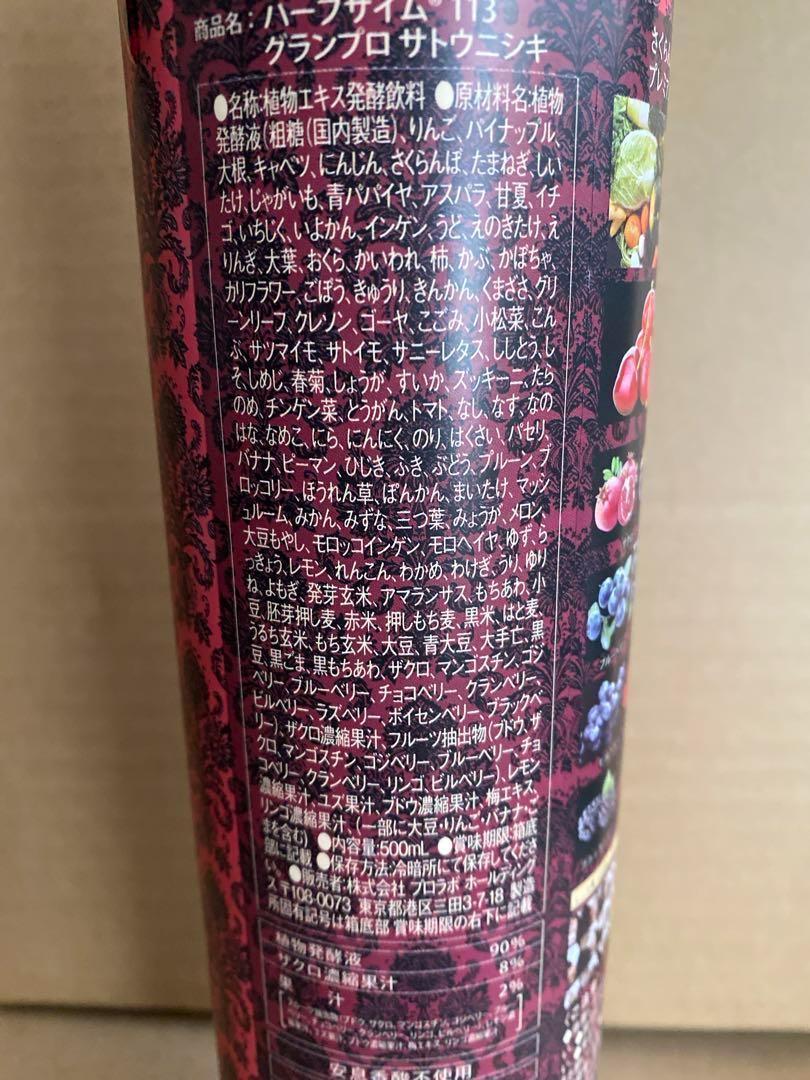 商品名： ハーブザイム® 113
グランプロ サトウニシキ
●名称:植物エキス発酵飲料 ●原材料名:植物
発酵液(粗糖(国内製造)、りんご、パイナップル、
大根、キャベツ、にんじん、さくらんぼ、たまねぎ、しい
たけ、じゃがいも、青パパイヤ、アスパラ、甘夏、イチ
ゴ、いちじく、いよかん、インゲン、うど、えのきたけ、え
りんぎ、大葉、おくら、かいわれ、柿、かぶ、かぼちゃ、
カリフラワー、ごぼう、きゅうり、きんかん、くまざさ、グリ
ーンリーフ、クレソン、ゴーヤ、こごみ、小松菜、こん
ぶ、サツマイモ、サトイモ、サニーレタス、ししとう、し
そ、しめじ、春菊、しょうが、すいか、ズッキーニ、たら
のめ、チンゲン菜、とうがん、トマト、なし、なす、なの
はな、なめこ、にら、にんにく、のり、はくさい、パセリ、
バナナ、ピーマン、ひじき、ふき、ぶどう、プルーン、ブ
ロッコリー、ほうれん草、ぽんかん、まいたけ、マッシ
ュルーム、みかん、みずな、三つ葉、みょうが、メロン、
大豆もやし、モロッコインゲン、モロヘイヤ、ゆず、ら
っきょう、レモン、れんこん、わかめ、わけぎ、うり、ゆり
ね、よもぎ、発芽玄米、アマランサス、もちあわ、小
豆、胚芽押し麦、赤米、押しもち麦、黒米、はと麦、
うるち玄米、もち玄米、大豆、青大豆、大手亡、黒
豆、黒ごま、黒もちあわ、ザクロ、マンゴスチン、ゴジ
ベリー、ブルーベリー、チョコベリー、クランベリー、
ビルベリー、ラズベリー、ボイセンベリー、ブラックベ
リー)、ザクロ濃縮果汁、フルーツ抽出物(ブドウ、ザ
クロ、マンゴスチン、ゴジベリー、ブルーベリー、チョ
コベリー、クランベリー、リンゴ、ビルベリー)、レモン
濃縮果汁、ユズ果汁、ブドウ濃縮果汁、梅エキス、
リンゴ濃縮果汁、(一部に大豆・りんご・バナナ・ご
まを含む) ●内容量:500mL ●賞味期限:箱底
部に記載 ●保存方法:冷暗所にて保存してくださ
い。 ●販売者:株式会社 プロラボ ホールディング
ス 〒108-0073 東京都港区三田3-7-18 製造
所固有記号は箱底部 賞味期限の右下に記載
植物発酵液 90%
ザクロ濃縮果汁 8%
果 汁 2%
安息香酸不使用